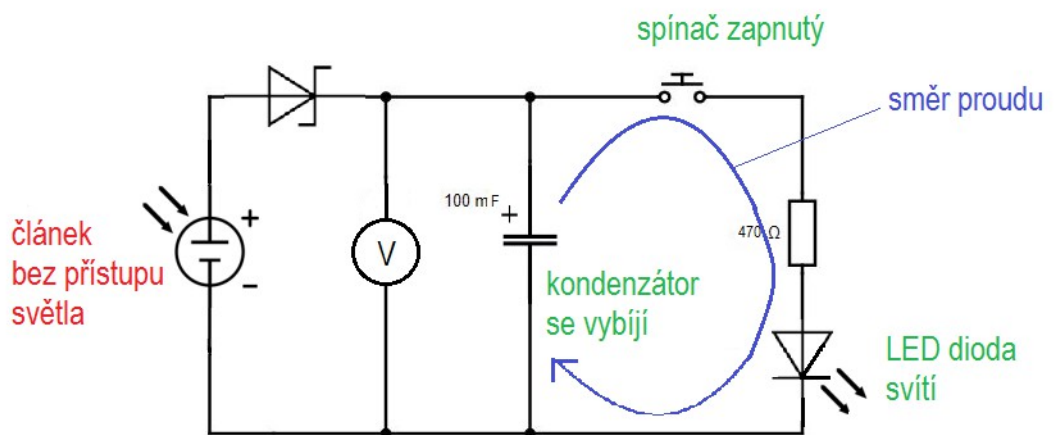 spínač zapnutý
směr proudu
100 mF
+
+
470 Ω
V
článek
bez přístupu
světla
−
kondenzátor
se vybíjí
LED dioda
svítí